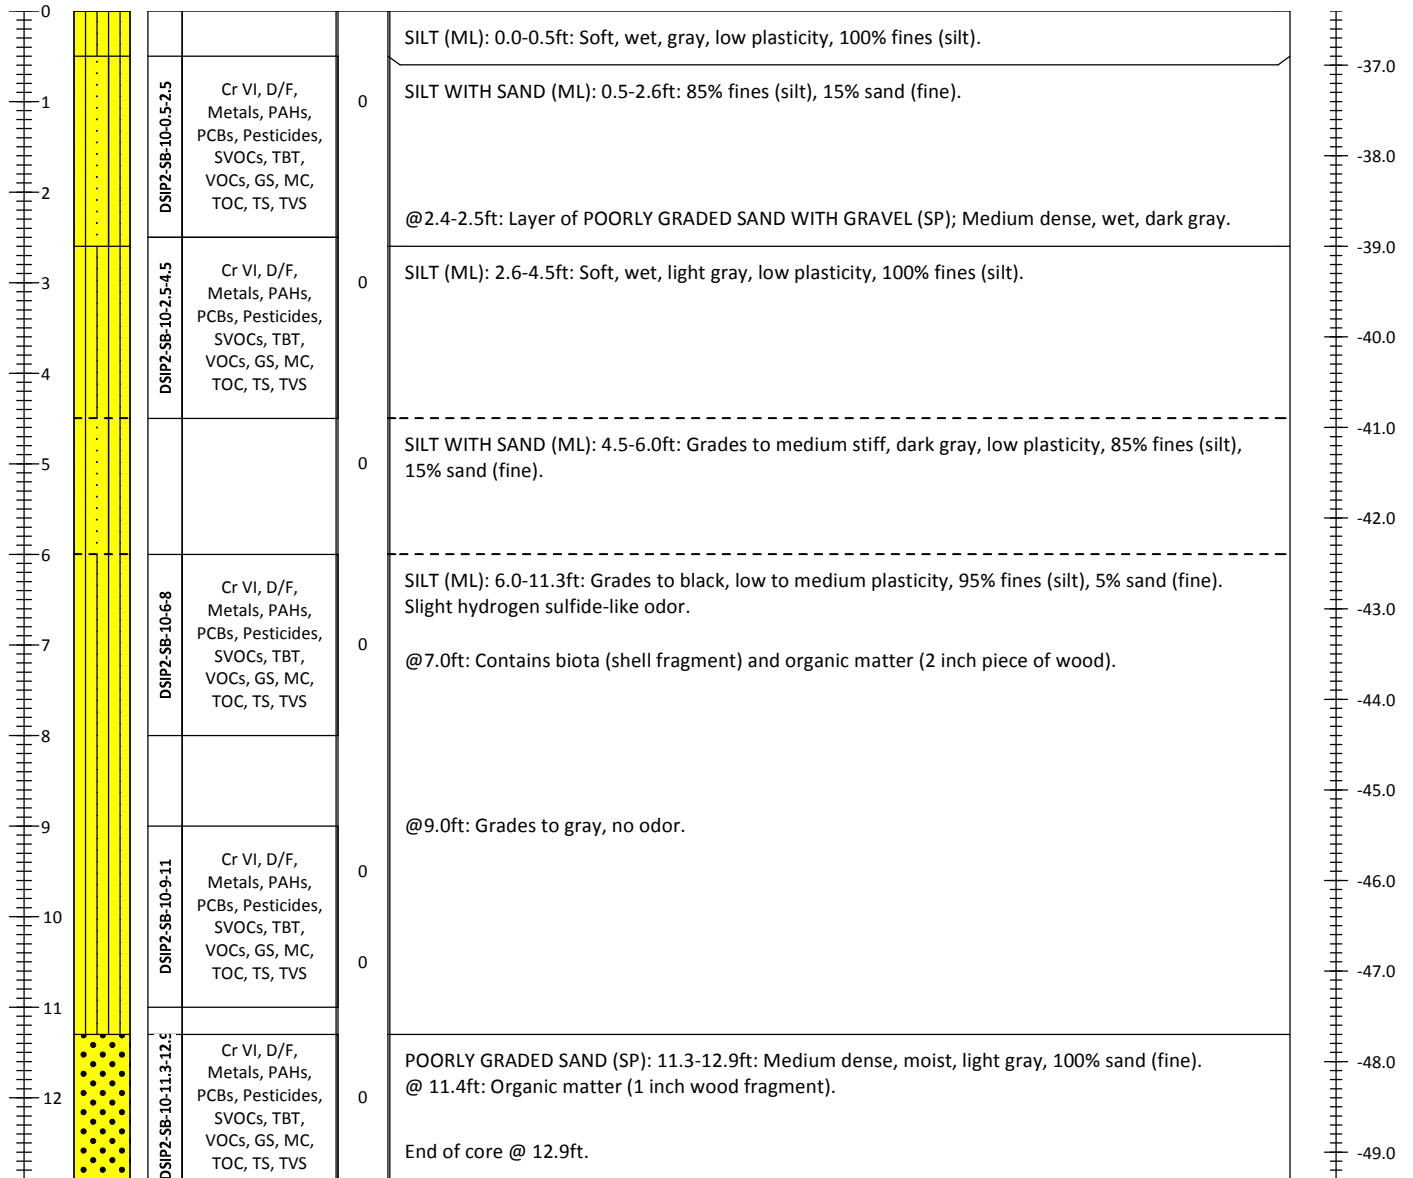 0
SILT (ML): 0.0-0.5ft: Soft, wet, gray, low plasticity, 100% fines (silt).
-37.0
1
DSIP2-SB-10-0.5-2.5
Cr VI, D/F,
Metals, PAHs,
PCBs, Pesticides,
SVOCs, TBT,
VOCs, GS, MC,
TOC, TS, TVS
0
SILT WITH SAND (ML): 0.5-2.6ft: 85% fines (silt), 15% sand (fine).
-38.0
2
@2.4-2.5ft: Layer of POORLY GRADED SAND WITH GRAVEL (SP); Medium dense, wet, dark gray.
-39.0
3
DSIP2-SB-10-2.5-4.5
Cr VI, D/F,
Metals, PAHs,
PCBs, Pesticides,
SVOCs, TBT,
VOCs, GS, MC,
TOC, TS, TVS
0
SILT (ML): 2.6-4.5ft: Soft, wet, light gray, low plasticity, 100% fines (silt).
-40.0
4
-41.0
5
0
SILT WITH SAND (ML): 4.5-6.0ft: Grades to medium stiff, dark gray, low plasticity, 85% fines (silt),
15% sand (fine).
-42.0
6
DSIP2-SB-10-6-8
Cr VI, D/F,
Metals, PAHs,
PCBs, Pesticides,
SVOCs, TBT,
VOCs, GS, MC,
TOC, TS, TVS
0
SILT (ML): 6.0-11.3ft: Grades to black, low to medium plasticity, 95% fines (silt), 5% sand (fine).
Slight hydrogen sulfide-like odor.
-43.0
7
@7.0ft: Contains biota (shell fragment) and organic matter (2 inch piece of wood).
-44.0
8
-45.0
9
@9.0ft: Grades to gray, no odor.
DSIP2-SB-10-9-11
Cr VI, D/F,
Metals, PAHs,
PCBs, Pesticides,
SVOCs, TBT,
VOCs, GS, MC,
TOC, TS, TVS
0
0
-46.0
10
-47.0
11
DSIP2-SB-10-11.3-12.9
Cr VI, D/F,
Metals, PAHs,
PCBs, Pesticides,
SVOCs, TBT,
VOCs, GS, MC,
TOC, TS, TVS
0
POORLY GRADED SAND (SP): 11.3-12.9ft: Medium dense, moist, light gray, 100% sand (fine).
@ 11.4ft: Organic matter (1 inch wood fragment).
-48.0
12
End of core @ 12.9ft.
-49.0